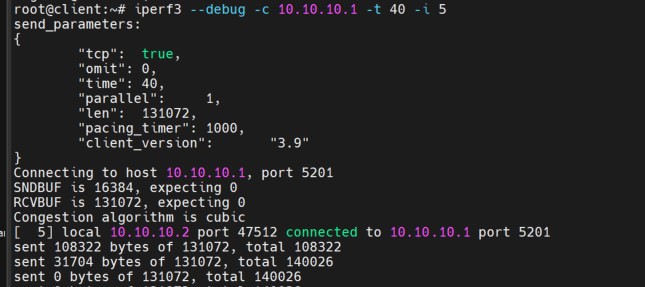 root@client:~# iperf3 --debug -c 10.10.10.1 -t 40 -i 5
send_parameters:
{
        "tcp":  true,
        "omit": 0,
        "time": 40,
        "parallel":     1,
        "len":  131072,
        "pacing_timer": 1000,
        "client_version":       "3.9"
}
Connecting to host 10.10.10.1, port 5201
SNDBUF is 16384, expecting 0
RCVBUF is 131072, expecting 0
Congestion algorithm is cubic
[  5] local 10.10.10.2 port 47512 connected to 10.10.10.1 port 5201
sent 108322 bytes of 131072, total 108322
sent 31704 bytes of 131072, total 140026
sent 0 bytes of 131072, total 140026